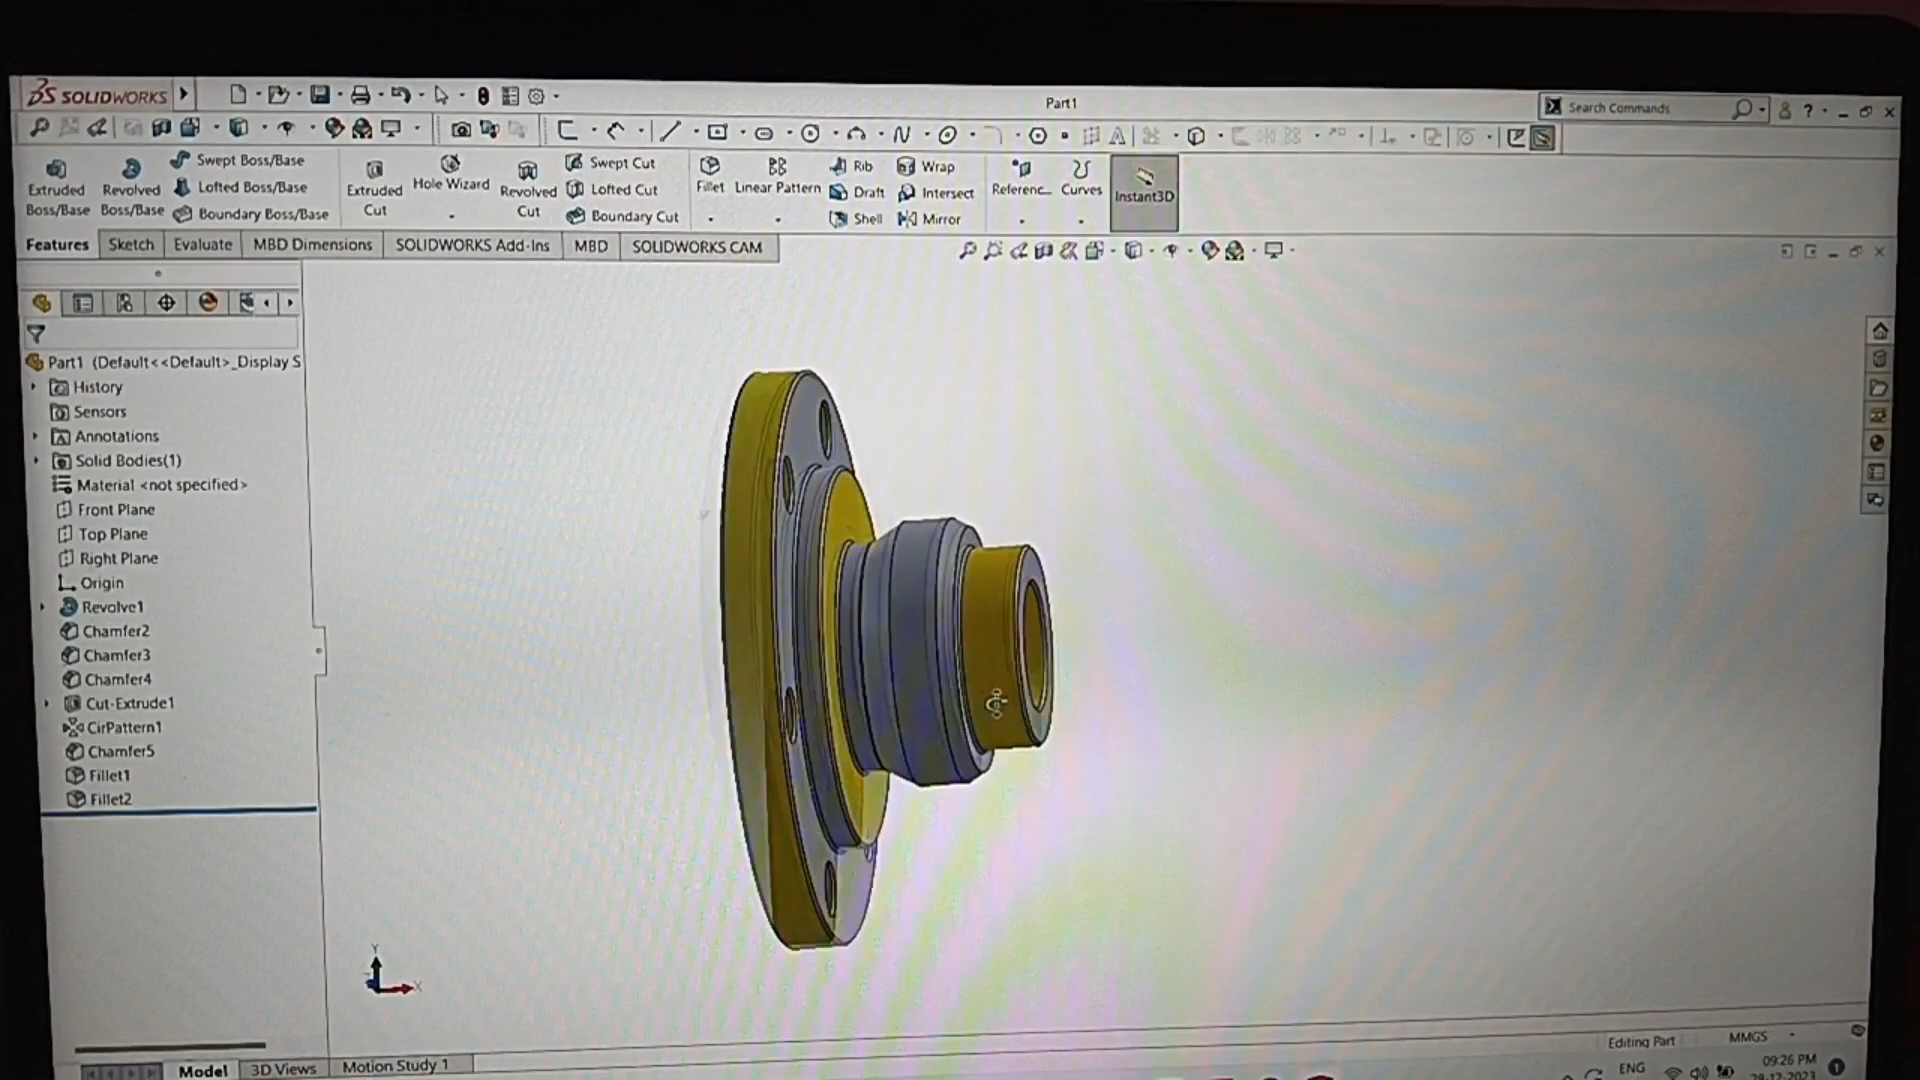 SOLIDWORKS
Part1
Search Commands
Extruded Boss/Base
Revolved Boss/Base
Swept Boss/Base
Lofted Boss/Base
Boundary Boss/Base
Extruded Cut
Hole Wizard
Revolved Cut
Swept Cut
Lofted Cut
Boundary Cut
Fillet
Linear Pattern
Rib
Draft
Shell
Wrap
Intersect
Mirror
Referenc...
Curves
Instant3D
Features
Sketch
Evaluate
MBD Dimensions
SOLIDWORKS Add-Ins
MBD
SOLIDWORKS CAM
Part1 (Default<<Default>_Display S
History
Sensors
Annotations
Solid Bodies(1)
Material <not specified>
Front Plane
Top Plane
Right Plane
Origin
Revolve1
Chamfer2
Chamfer3
Chamfer4
Cut-Extrude1
CirPattern1
Chamfer5
Fillet1
Fillet2
Y
X
Editing Part
MMGS
Model
3D Views
Motion Study 1
ENG
09:26 PM